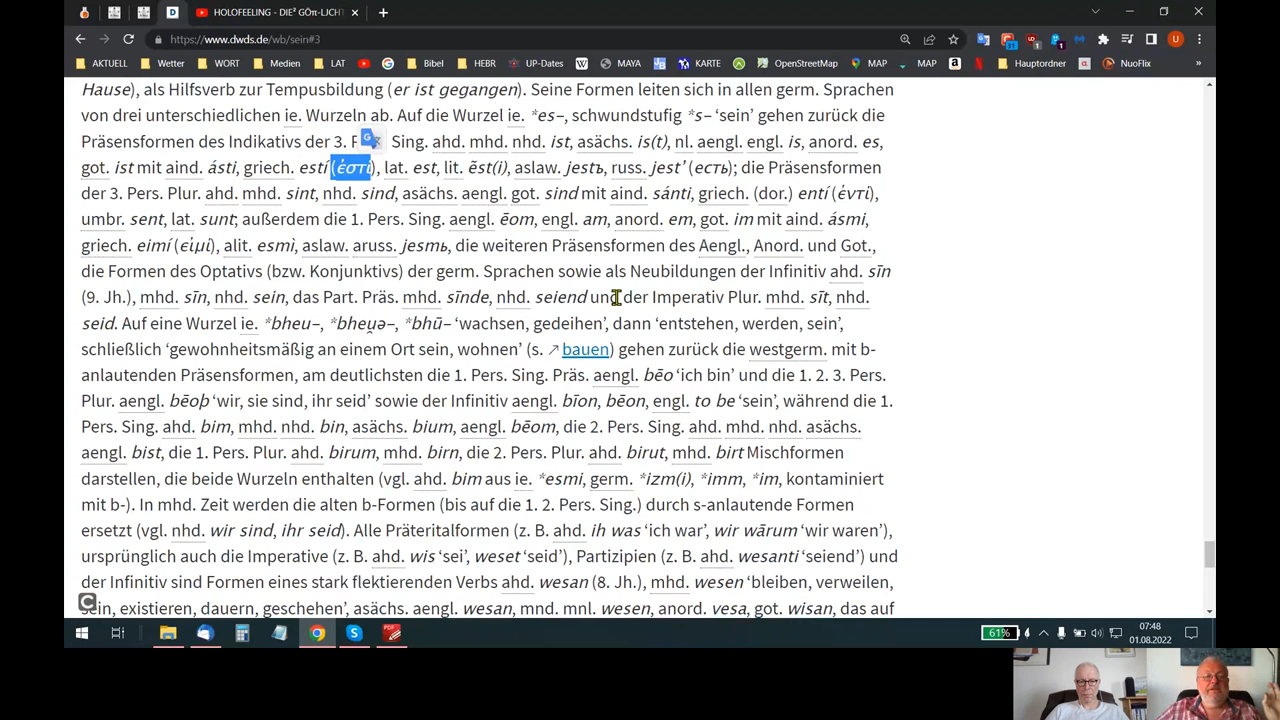 HOLOFEELING - DIE² GÖπ-LJCHT
https://www.dwds.de/wb/sein#3
AKTUELL Wetter WORT Medien LAT Bibel HEBR UP-Dates MAYA KARTE OpenStreetMap MAP MAP Hauptordner NuoFlix
Hause), als Hilfsverb zur Tempusbildung (er ist gegangen). Seine Formen leiten sich in allen germ. Sprachen
von drei unterschiedlichen ie. Wurzeln ab. Auf die Wurzel ie. *es–, schwundstufig *s– ‘sein’ gehen zurück die
Präsensformen des Indikativs der 3. P Sing. ahd. mhd. nhd. ist, asächs. is(t), nl. aengl. engl. is, anord. es,
got. ist mit aind. ásti, griech. estí (ἐστί), lat. est, lit. ẽst(i), aslaw. jestъ, russ. jest’ (есть); die Präsensformen
der 3. Pers. Plur. ahd. mhd. sint, nhd. sind, asächs. aengl. got. sind mit aind. sánti, griech. (dor.) entí (ἐντί),
umbr. sent, lat. sunt; außerdem die 1. Pers. Sing. aengl. ēom, engl. am, anord. em, got. im mit aind. ásmi,
griech. eimí (εἰμί), alit. esmi, aslaw. aruss. jesmь, die weiteren Präsensformen des Aengl., Anord. und Got.,
die Formen des Optativs (bzw. Konjunktivs) der germ. Sprachen sowie als Neubildungen der Infinitiv ahd. sīn
(9. Jh.), mhd. sīn, nhd. sein, das Part. Präs. mhd. sīnde, nhd. seiend und der Imperativ Plur. mhd. sīt, nhd.
seid. Auf eine Wurzel ie. *bheu–, *bheu̯ə–, *bhū– ‘wachsen, gedeihen’, dann ‘entstehen, werden, sein’,
schließlich ‘gewohnheitsmäßig an einem Ort sein, wohnen’ (s. ↗bauen) gehen zurück die westgerm. mit b-
anlautenden Präsensformen, am deutlichsten die 1. Pers. Sing. Präs. aengl. bēo ‘ich bin’ und die 1. 2. 3. Pers.
Plur. aengl. bēoþ ‘wir, sie sind, ihr seid’ sowie der Infinitiv aengl. bīon, bēon, engl. to be ‘sein’, während die 1.
Pers. Sing. ahd. bim, mhd. nhd. bin, asächs. bium, aengl. bēom, die 2. Pers. Sing. ahd. mhd. nhd. asächs.
aengl. bist, die 1. Pers. Plur. ahd. birum, mhd. birn, die 2. Pers. Plur. ahd. birut, mhd. birt Mischformen
darstellen, die beide Wurzeln enthalten (vgl. ahd. bim aus ie. *esmi, germ. *izm(i), *imm, *im, kontaminiert
mit b-). In mhd. Zeit werden die alten b-Formen (bis auf die 1. 2. Pers. Sing.) durch s-anlautende Formen
ersetzt (vgl. nhd. wir sind, ihr seid). Alle Präteritalformen (z. B. ahd. ih was ‘ich war’, wir wārum ‘wir waren’),
ursprünglich auch die Imperative (z. B. ahd. wis ‘sei’, weset ‘seid’), Partizipien (z. B. ahd. wesanti ‘seiend’) und
der Infinitiv sind Formen eines stark flektierenden Verbs ahd. wesan (8. Jh.), mhd. wesen ‘bleiben, verweilen,
sein, existieren, dauern, geschehen’, asächs. aengl. wesan, mnd. mnl. wesen, anord. vesa, got. wisan, das auf
61%
07:48
01.08.2022